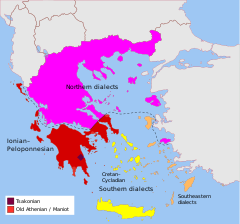 Northern dialects
Ionian-
Peloponnesian
Cretan-
Cycladian
Southern dialects
Southeastern
dialects
Tsakonian
Old Athenian / Maniot